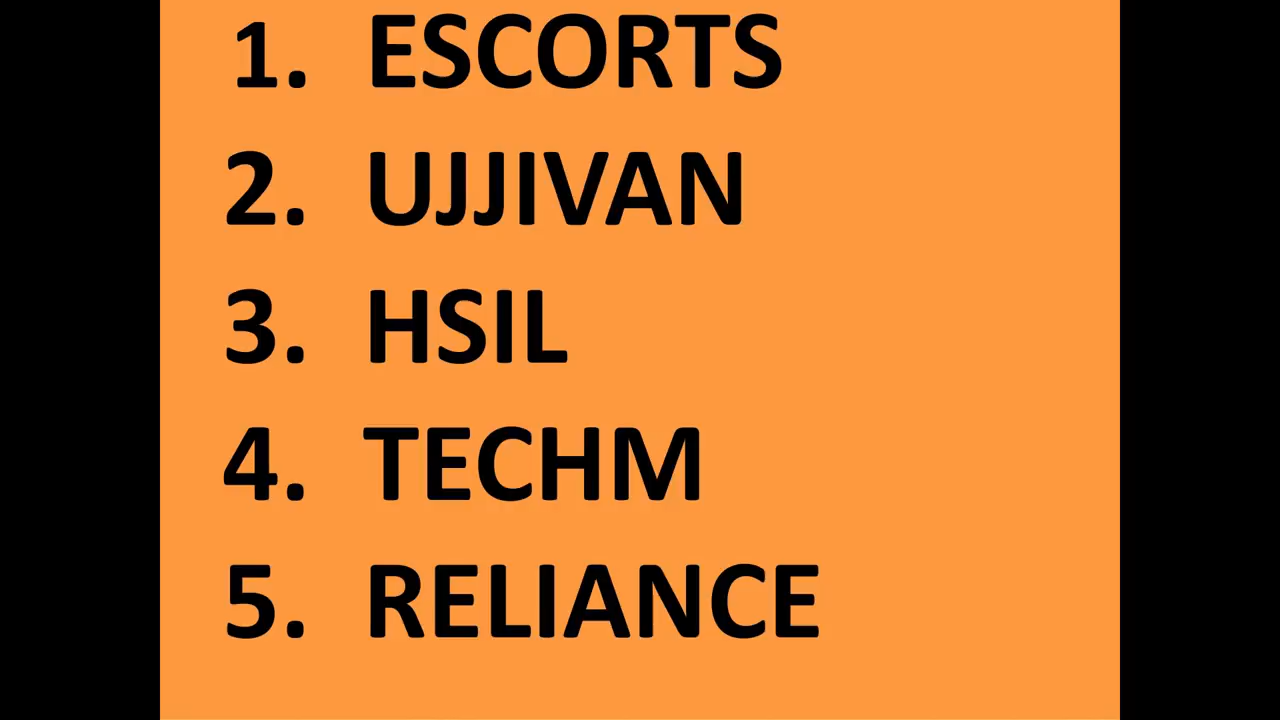 1. ESCORTS
2. UJJIVAN
3. HSIL
4. TECHM
5. RELIANCE